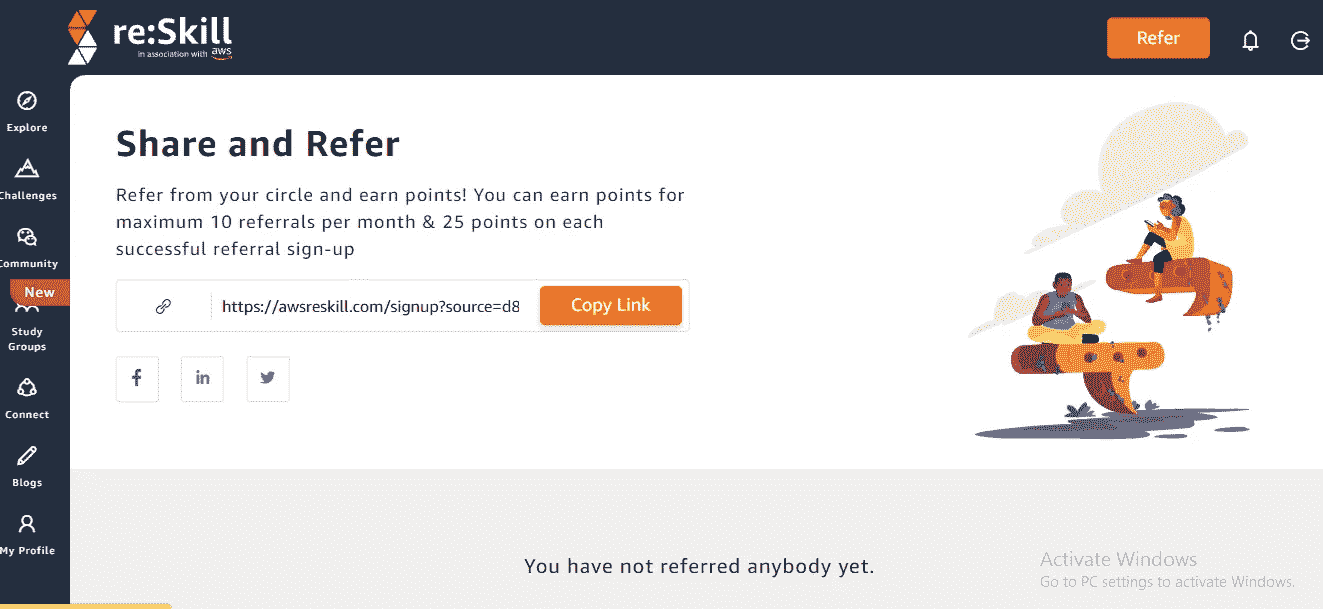 re:Skill
in association with aws
Refer
Explore
Challenges
Community
New
Study
Groups
Connect
Blogs
My Profile
Share and Refer
Refer from your circle and earn points! You can earn points for
maximum 10 referrals per month & 25 points on each
successful referral sign-up
https://awsreskill.com/signup?source=d8
Copy Link
f
in
You have not referred anybody yet.
Activate Windows
Go to PC settings to activate Windows.